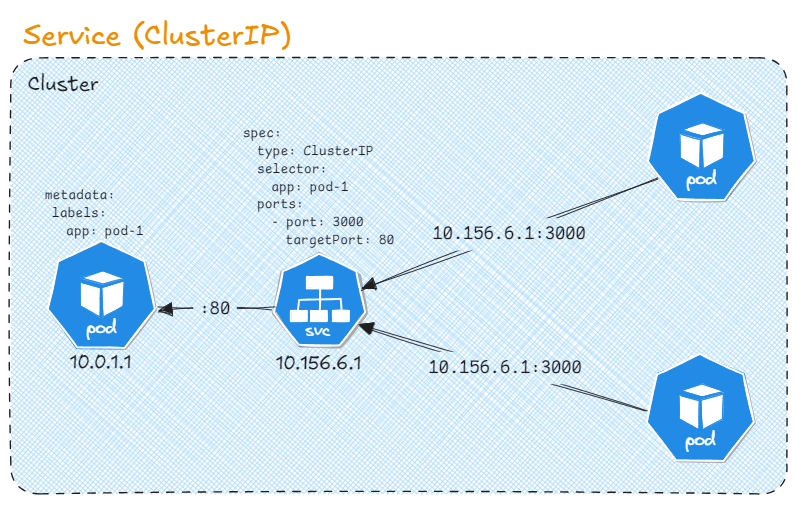 Service (ClusterIP)
Cluster
spec:
  type: ClusterIP
  selector:
    app: pod-1
  ports:
    - port: 3000
      targetPort: 80
metadata:
 labels:
   app: pod-1
pod
10.156.6.1:3000
:80
pod
svc
10.0.1.1
10.156.6.1
10.156.6.1:3000
pod